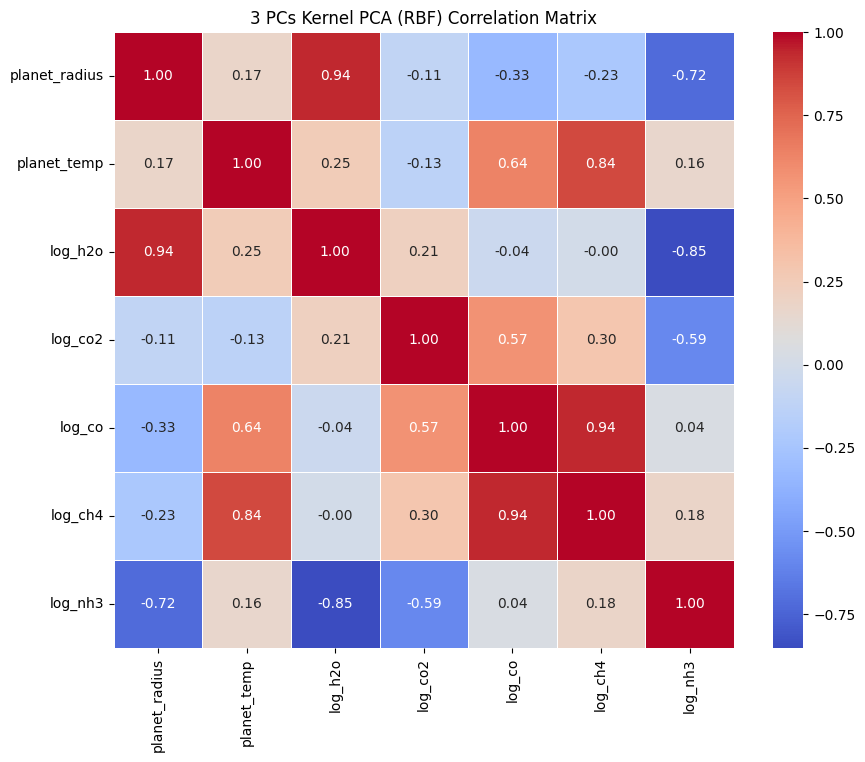 3 PCs Kernel PCA (RBF) Correlation Matrix
planet_radius 1.00 0.17 0.94 -0.11 -0.33 -0.23 -0.72
planet_temp 0.17 1.00 0.25 -0.13 0.64 0.84 0.16
log_h2o 0.94 0.25 1.00 0.21 -0.04 -0.00 -0.85
log_co2 -0.11 -0.13 0.21 1.00 0.57 0.30 -0.59
log_co -0.33 0.64 -0.04 0.57 1.00 0.94 0.04
log_ch4 -0.23 0.84 -0.00 0.30 0.94 1.00 0.18
log_nh3 -0.72 0.16 -0.85 -0.59 0.04 0.18 1.00
planet_radius planet_temp log_h2o log_co2 log_co log_ch4 log_nh3
1.00
0.75
0.50
0.25
0.00
−0.25
−0.50
−0.75